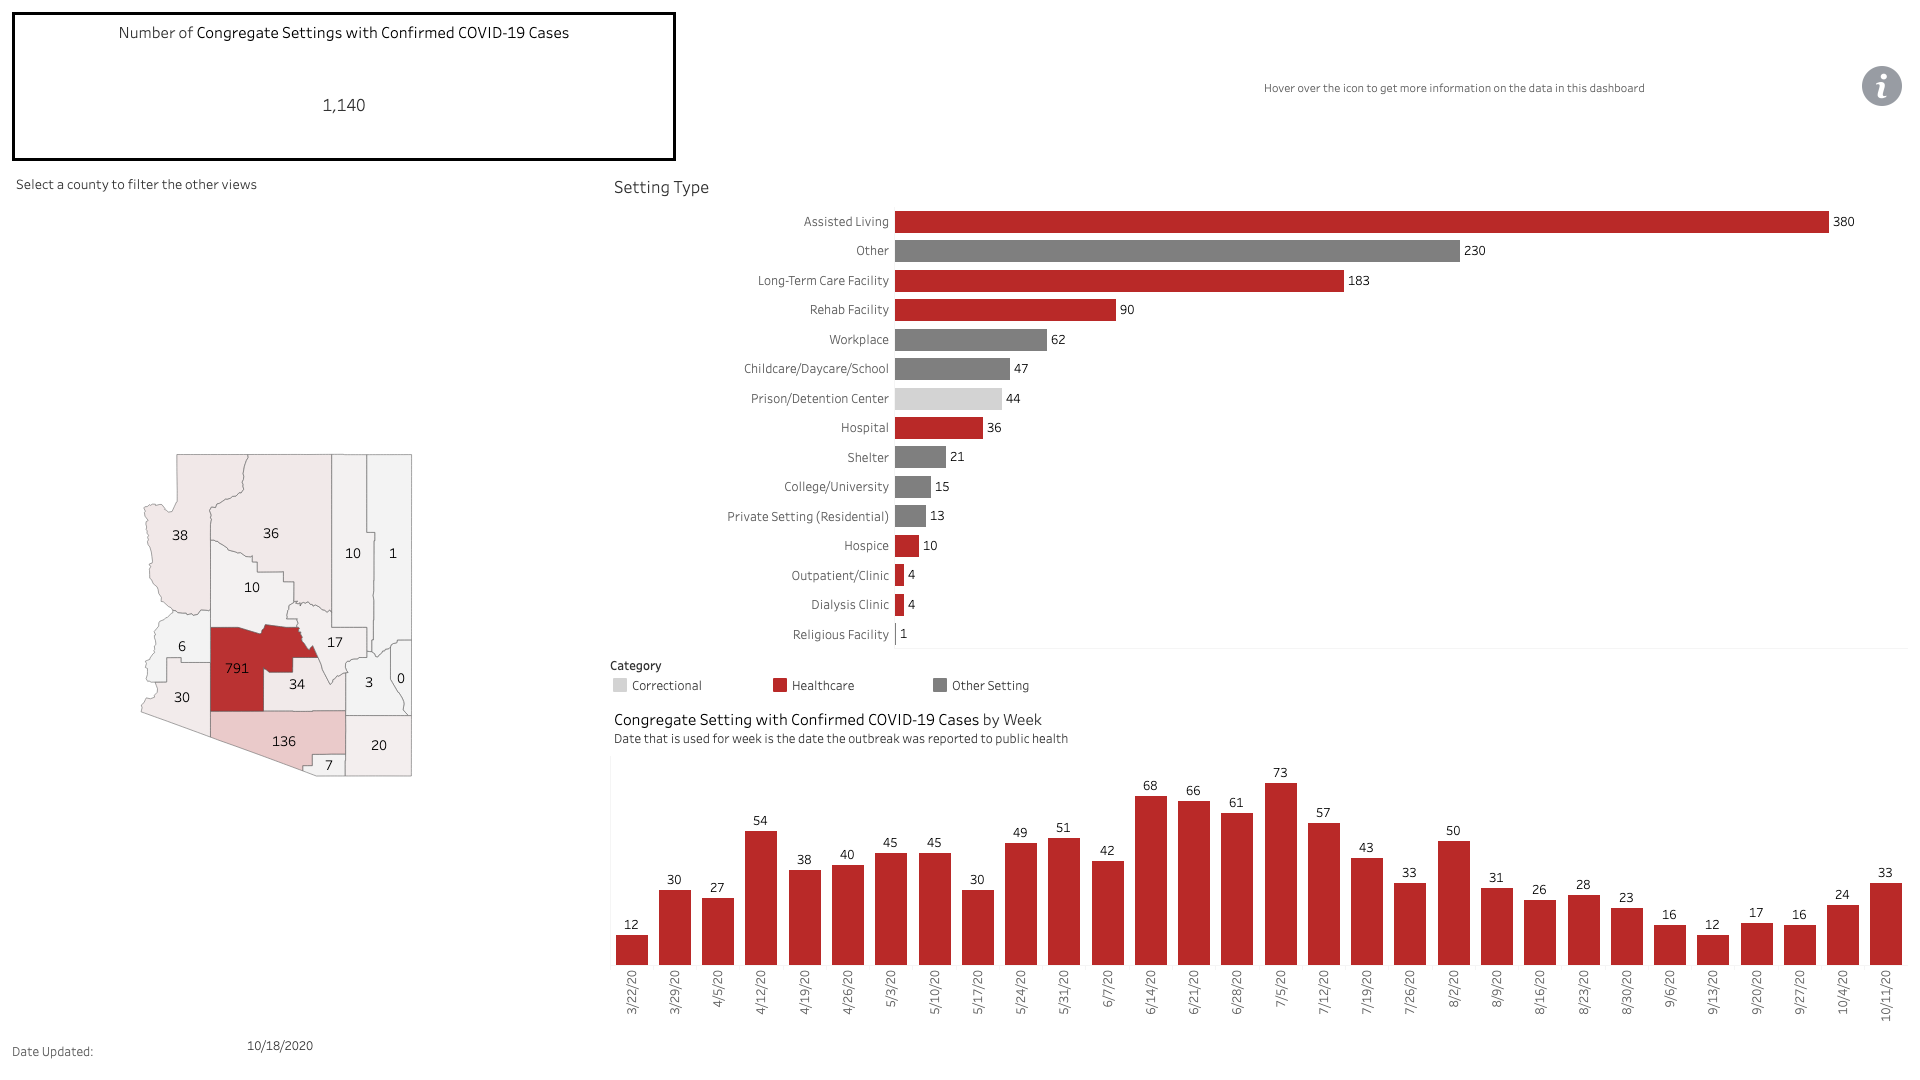 Number of Congregate Settings with Confirmed COVID-19 Cases
1,140
Hover over the icon to get more information on the data in this dashboard
i
Select a county to filter the other views
38
36
10
1
10
6
17
791
34
3
0
30
136
20
7
Setting Type
Assisted Living 380
Other 230
Long-Term Care Facility 183
Rehab Facility 90
Workplace 62
Childcare/Daycare/School 47
Prison/Detention Center 44
Hospital 36
Shelter 21
College/University 15
Private Setting (Residential) 13
Hospice 10
Outpatient/Clinic 4
Dialysis Clinic 4
Religious Facility 1
Category
Correctional Healthcare Other Setting
Congregate Setting with Confirmed COVID-19 Cases by Week
Date that is used for week is the date the outbreak was reported to public health
12 30 27 54 38 40 45 45 30 49 51 42 68 66 61 73 57 43 33 50 31 26 28 23 16 12 17 16 24 33
3/22/20 3/29/20 4/5/20 4/12/20 4/19/20 4/26/20 5/3/20 5/10/20 5/17/20 5/24/20 5/31/20 6/7/20 6/14/20 6/21/20 6/28/20 7/5/20 7/12/20 7/19/20 7/26/20 8/2/20 8/9/20 8/16/20 8/23/20 8/30/20 9/6/20 9/13/20 9/20/20 9/27/20 10/4/20 10/11/20
Date Updated: 10/18/2020